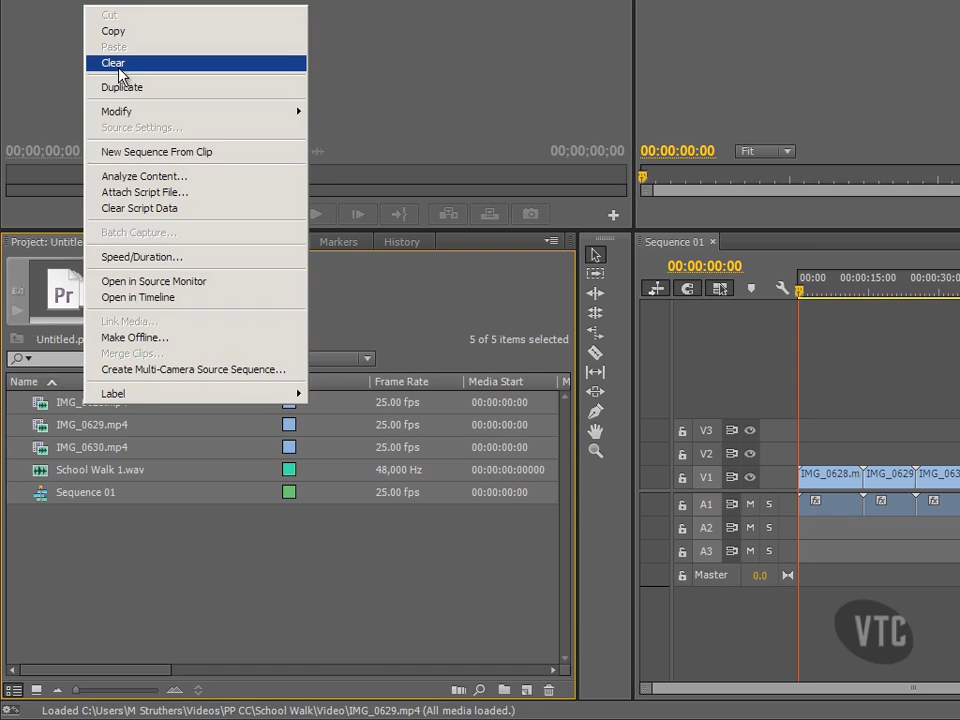 Cut
Copy
Paste
Clear
Duplicate
Modify
Source Settings...
New Sequence From Clip
Analyze Content...
Attach Script File...
Clear Script Data
Batch Capture...
Speed/Duration...
Open in Source Monitor
Open in Timeline
Link Media...
Make Offline...
Merge Clips...
Create Multi-Camera Source Sequence...
Label
00;00;00;00
00;00;00;00
00:00:00:00
Fit
Project: Untitle
Markers
History
Pr
Untitled.p
5 of 5 items selected
Name
Frame Rate
Media Start
M
25.00 fps
00:00:00:00
IMG_0629.mp4
25.00 fps
00:00:00:00
IMG_0630.mp4
25.00 fps
00:00:00:00
School Walk 1.wav
48,000 Hz
00:00:00:00000
Sequence 01
25.00 fps
00:00:00:00
Sequence 01 ×
00:00:00:00
00:00
00:00:15:00
00:00:30:0
V3
V2
V1
IMG_0628.m
IMG_0629
IMG_063
A1 M S
fx
fx
fx
A2 M S
A3 M S
Master 0.0
VTC
Loaded C:\Users\M Struthers\Videos\PP CC\School Walk\Video\IMG_0629.mp4 (All media loaded.)